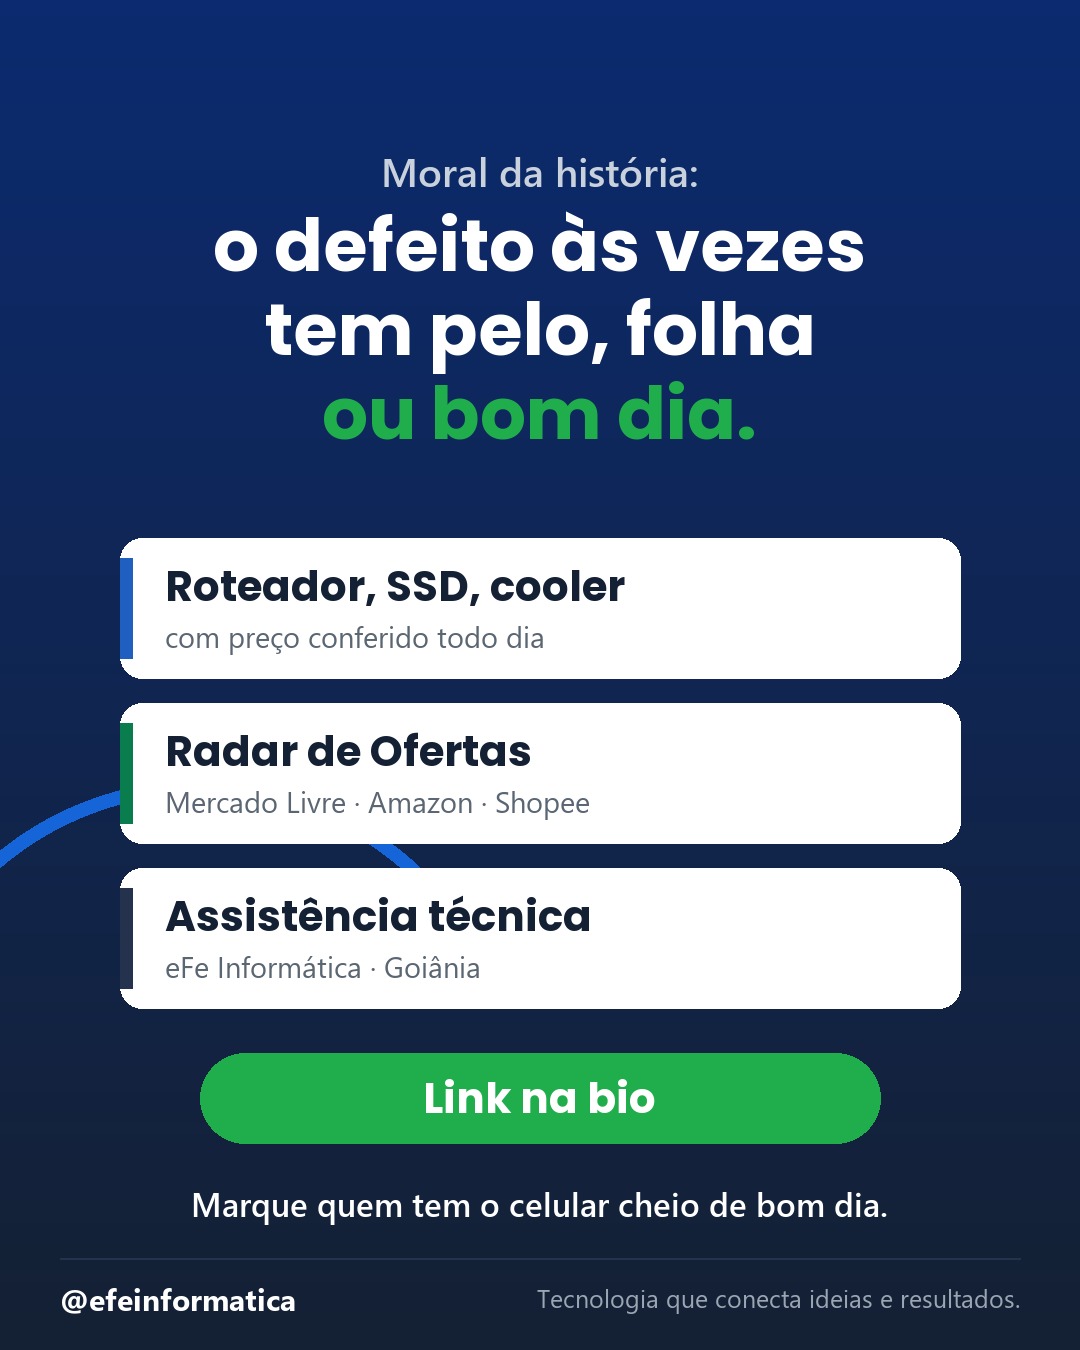 Moral da história:
o defeito às vezes
tem pelo, folha
ou bom dia.
Roteador, SSD, cooler
com preço conferido todo dia
Radar de Ofertas
Mercado Livre · Amazon · Shopee
Assistência técnica
eFe Informática · Goiânia
Link na bio
Marque quem tem o celular cheio de bom dia.
@efeinformatica
Tecnologia que conecta ideias e resultados.